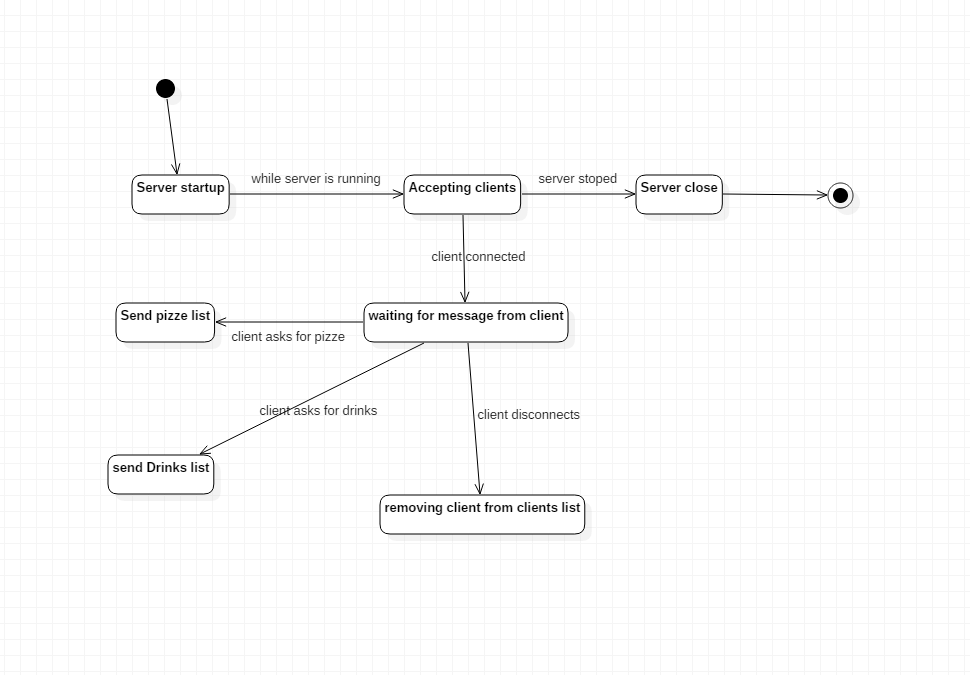 Server startup
while server is running
Accepting clients
server stoped
Server close
client connected
Send pizze list
client asks for pizze
waiting for message from client
client asks for drinks
client disconnects
send Drinks list
removing client from clients list